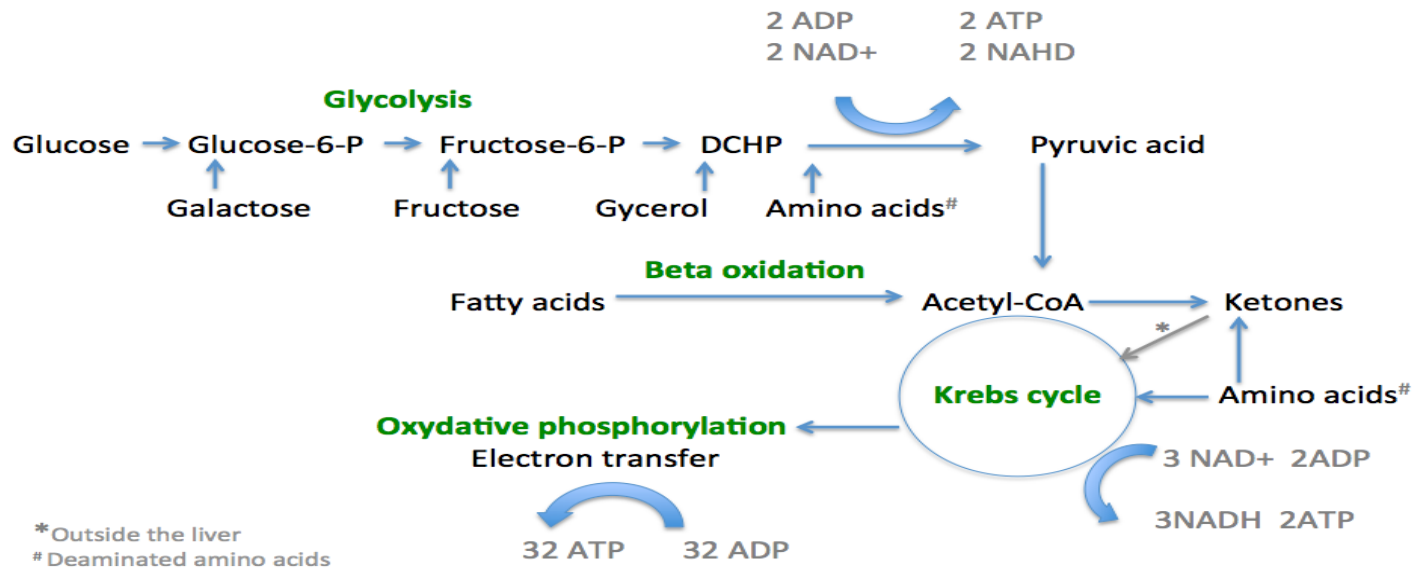 2 ADP 2 ATP
2 NAD+ 2 NAHD
Glycolysis
Glucose Glucose-6-P Fructose-6-P DCHP Pyruvic acid
Galactose Fructose Gycerol Amino acids#
Beta oxidation
Fatty acids Acetyl-CoA Ketones
*
Krebs cycle Amino acids#
Oxydative phosphorylation
Electron transfer
3 NAD+ 2ADP
3NADH 2ATP
32 ATP 32 ADP
*Outside the liver
#Deaminated amino acids